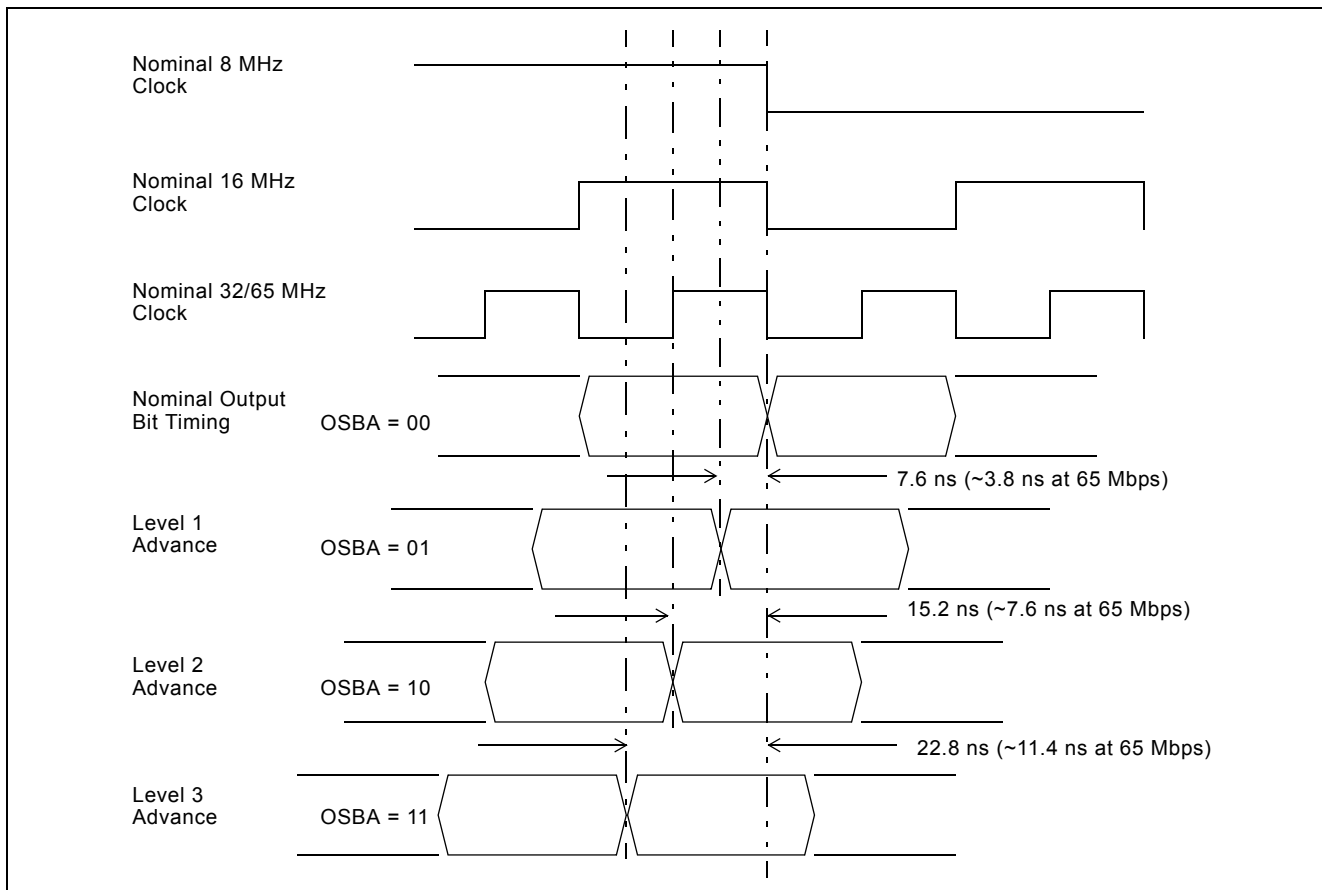 Nominal 8 MHz
Clock
Nominal 16 MHz
Clock
Nominal 32/65 MHz
Clock
Nominal Output
Bit Timing
OSBA = 00
7.6 ns (~3.8 ns at 65 Mbps)
Level 1
Advance
OSBA = 01
15.2 ns (~7.6 ns at 65 Mbps)
Level 2
Advance
OSBA = 10
22.8 ns (~11.4 ns at 65 Mbps)
Level 3
Advance
OSBA = 11